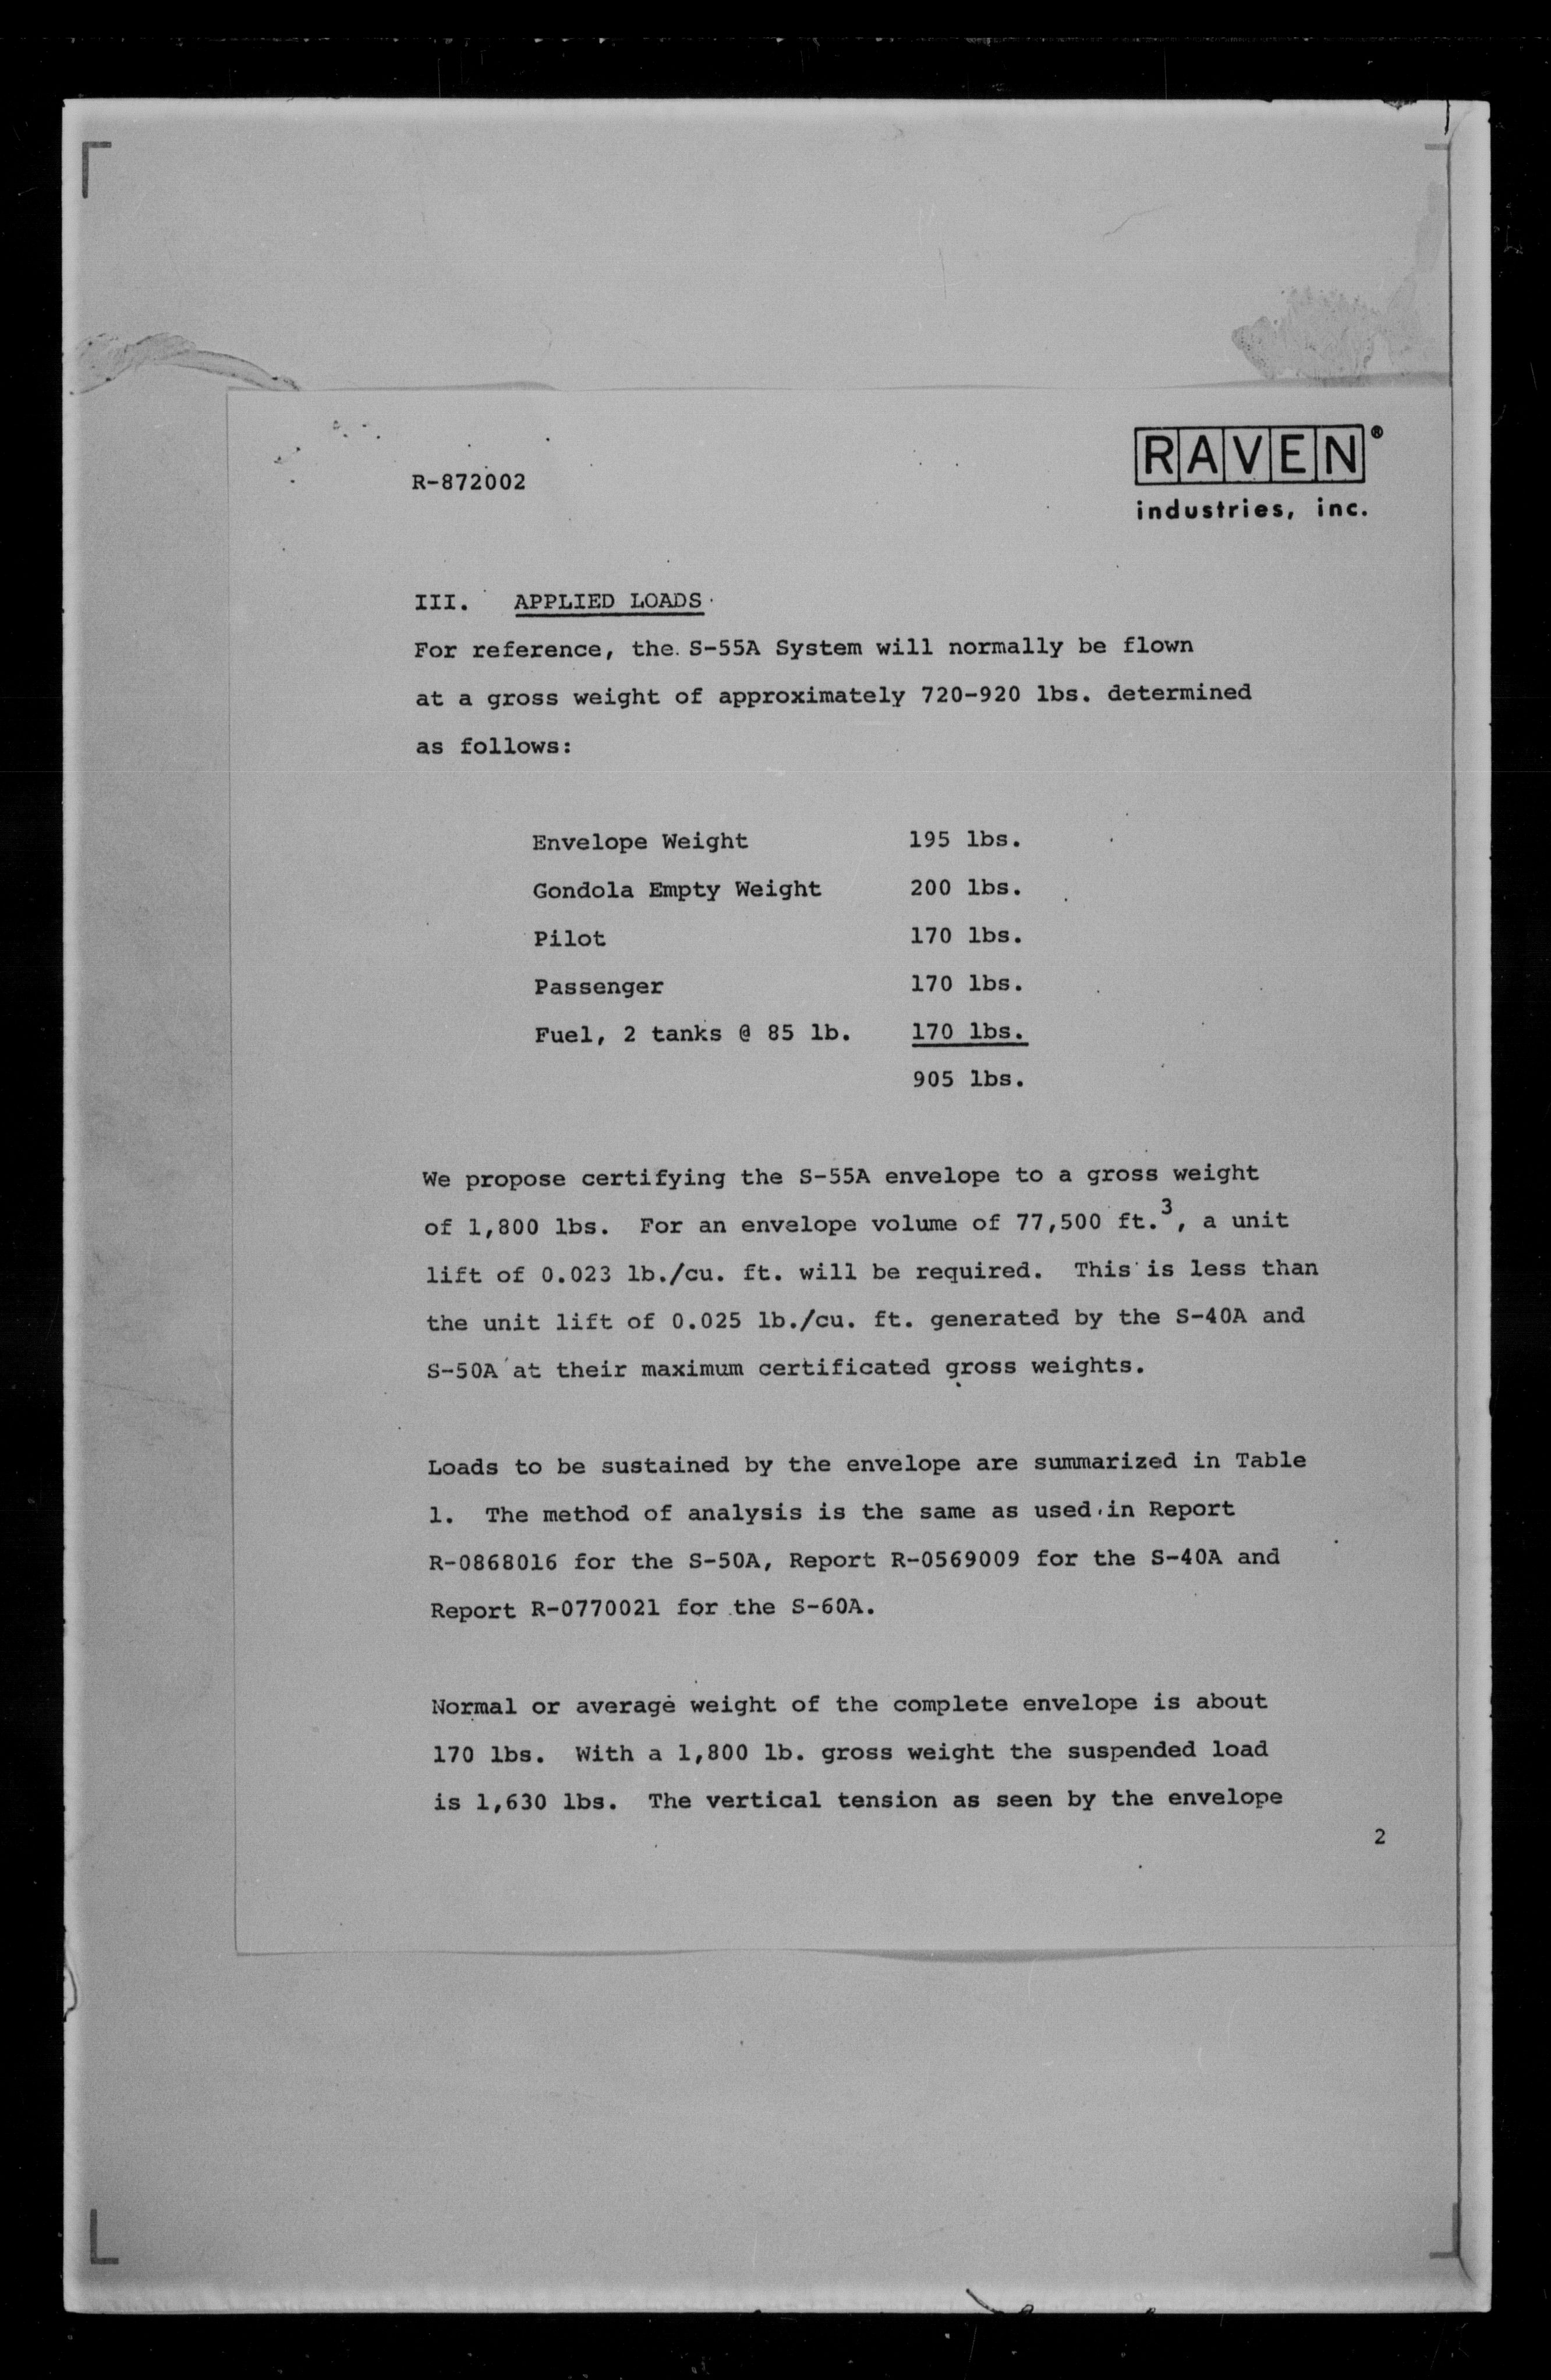 RAVEN®
industries, inc.
R-872002
III. APPLIED LOADS
For reference, the S-55A System will normally be flown
at a gross weight of approximately 720-920 lbs. determined
as follows:
Envelope Weight 195 lbs.
Gondola Empty Weight 200 lbs.
Pilot 170 lbs.
Passenger 170 lbs.
Fuel, 2 tanks @ 85 lb. 170 lbs.
905 lbs.
We propose certifying the S-55A envelope to a gross weight
of 1,800 lbs. For an envelope volume of 77,500 ft.³, a unit
lift of 0.023 lb./cu. ft. will be required. This is less than
the unit lift of 0.025 lb./cu. ft. generated by the S-40A and
S-50A at their maximum certificated gross weights.
Loads to be sustained by the envelope are summarized in Table
1. The method of analysis is the same as used in Report
R-0868016 for the S-50A, Report R-0569009 for the S-40A and
Report R-0770021 for the S-60A.
Normal or average weight of the complete envelope is about
170 lbs. With a 1,800 lb. gross weight the suspended load
is 1,630 lbs. The vertical tension as seen by the envelope
2